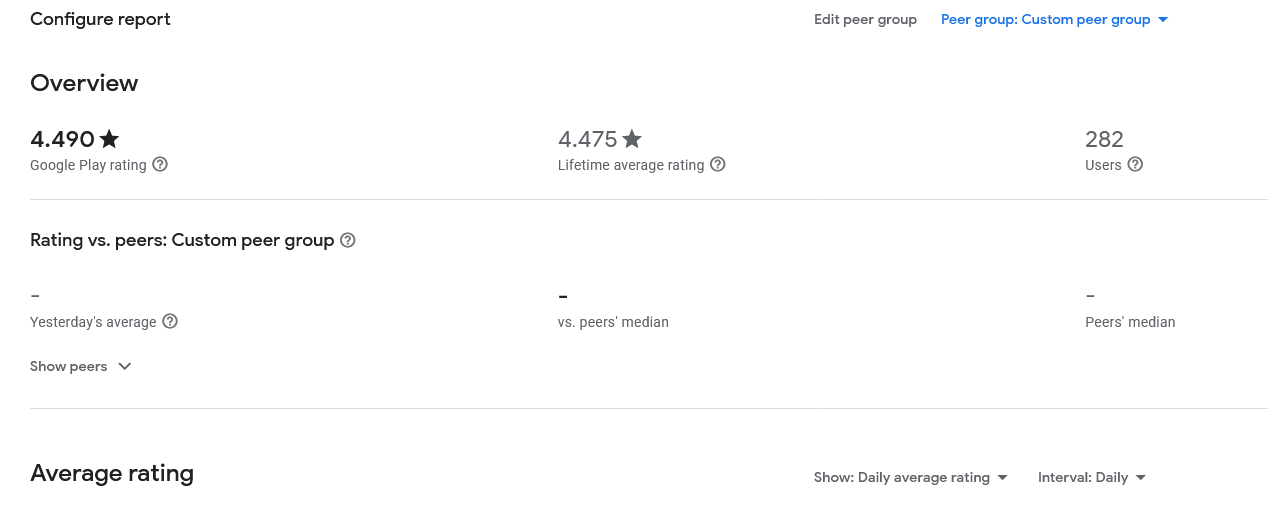 Configure report
Edit peer group
Peer group: Custom peer group
Overview
4.490 ★
4.475 ★
282
Google Play rating
Lifetime average rating
Users
Rating vs. peers: Custom peer group
–
-
–
Yesterday's average
vs. peers' median
Peers' median
Show peers
Average rating
Show: Daily average rating
Interval: Daily